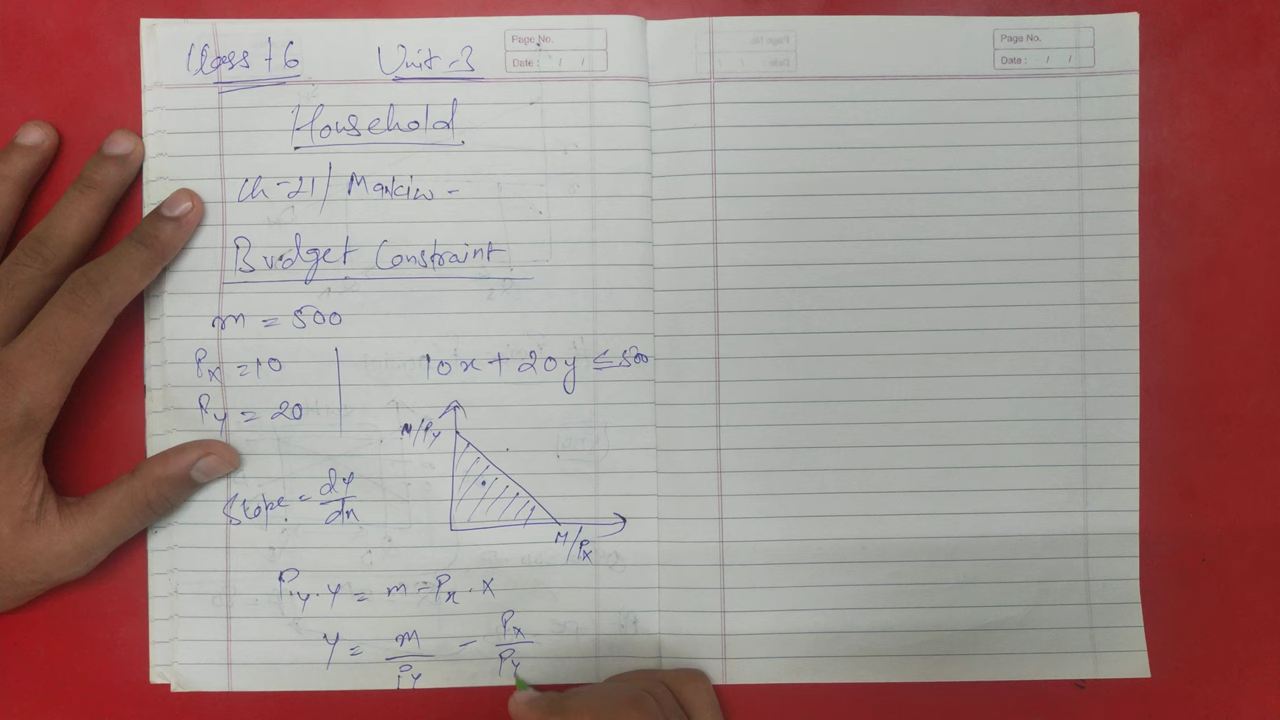 Class 16 Unit-3
Page No.
Date: / /
Page No.
Date: / /
Household
Ch-21/ Mankiw -
Budget Constraint
m = 500
Px = 10
10x + 20y ≤ 500
Py = 20
M/Py
Slope = dy/dx
M/Px
Py.y = m - Px.x
y = m/Py - Px/Py